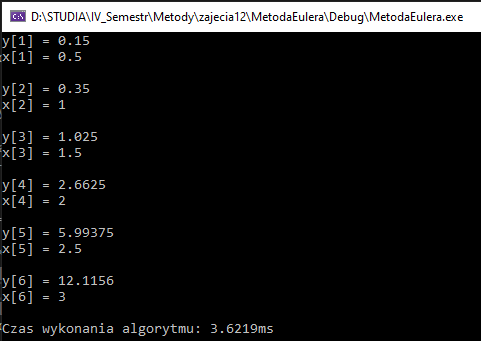 D:\STUDIA\IV_Semestr\Metody\zajecia12\MetodaEulera\Debug\MetodaEulera.exe
y[1] = 0.15
x[1] = 0.5
y[2] = 0.35
x[2] = 1
y[3] = 1.025
x[3] = 1.5
y[4] = 2.6625
x[4] = 2
y[5] = 5.99375
x[5] = 2.5
y[6] = 12.1156
x[6] = 3
Czas wykonania algorytmu: 3.6219ms